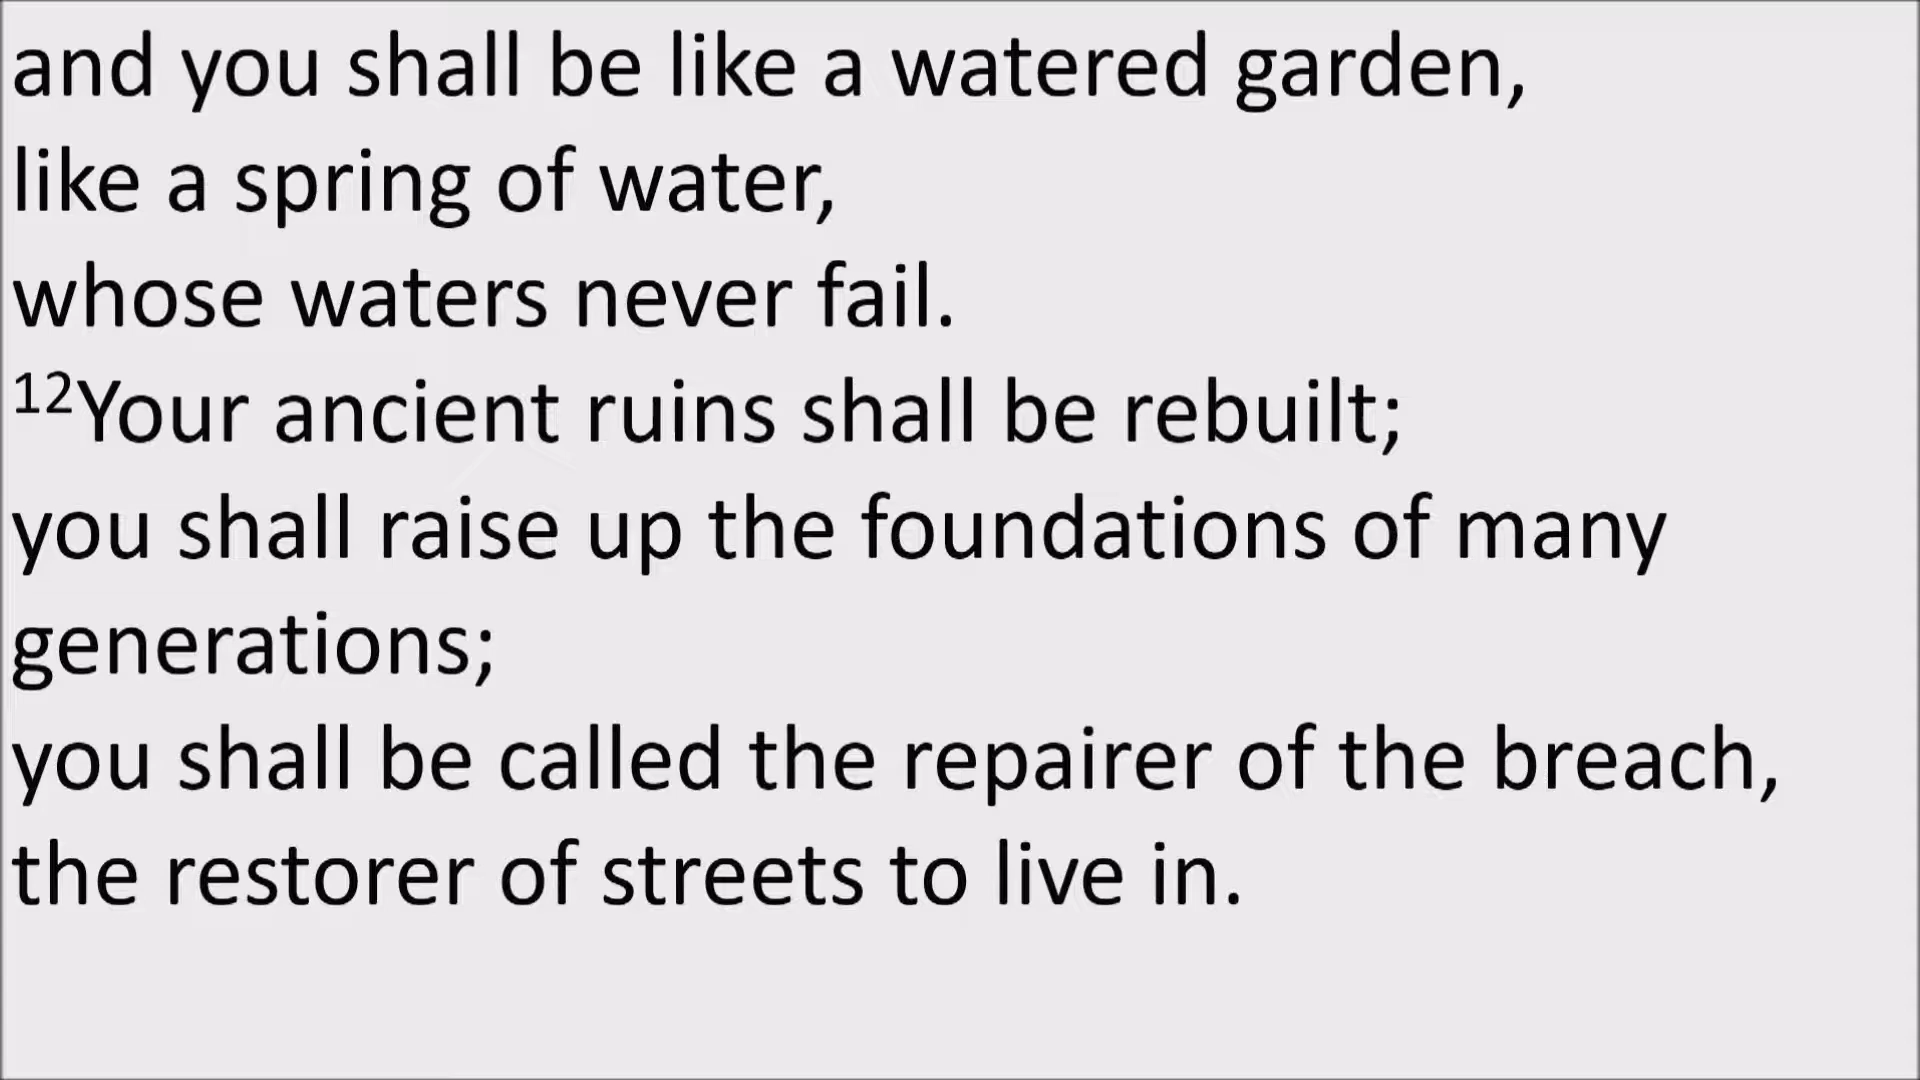 and you shall be like a watered garden,
like a spring of water,
whose waters never fail.
12Your ancient ruins shall be rebuilt;
you shall raise up the foundations of many
generations;
you shall be called the repairer of the breach,
the restorer of streets to live in.